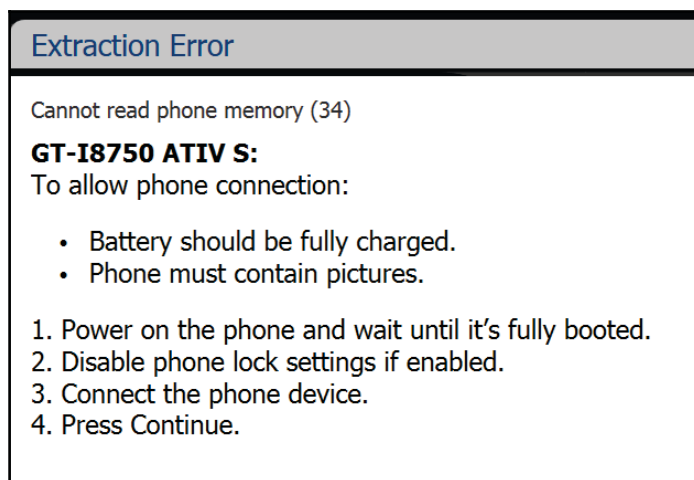 Extraction Error
Cannot read phone memory (34)
GT-I8750 ATIV S:
To allow phone connection:
• Battery should be fully charged.
• Phone must contain pictures.
1. Power on the phone and wait until it's fully booted.
2. Disable phone lock settings if enabled.
3. Connect the phone device.
4. Press Continue.